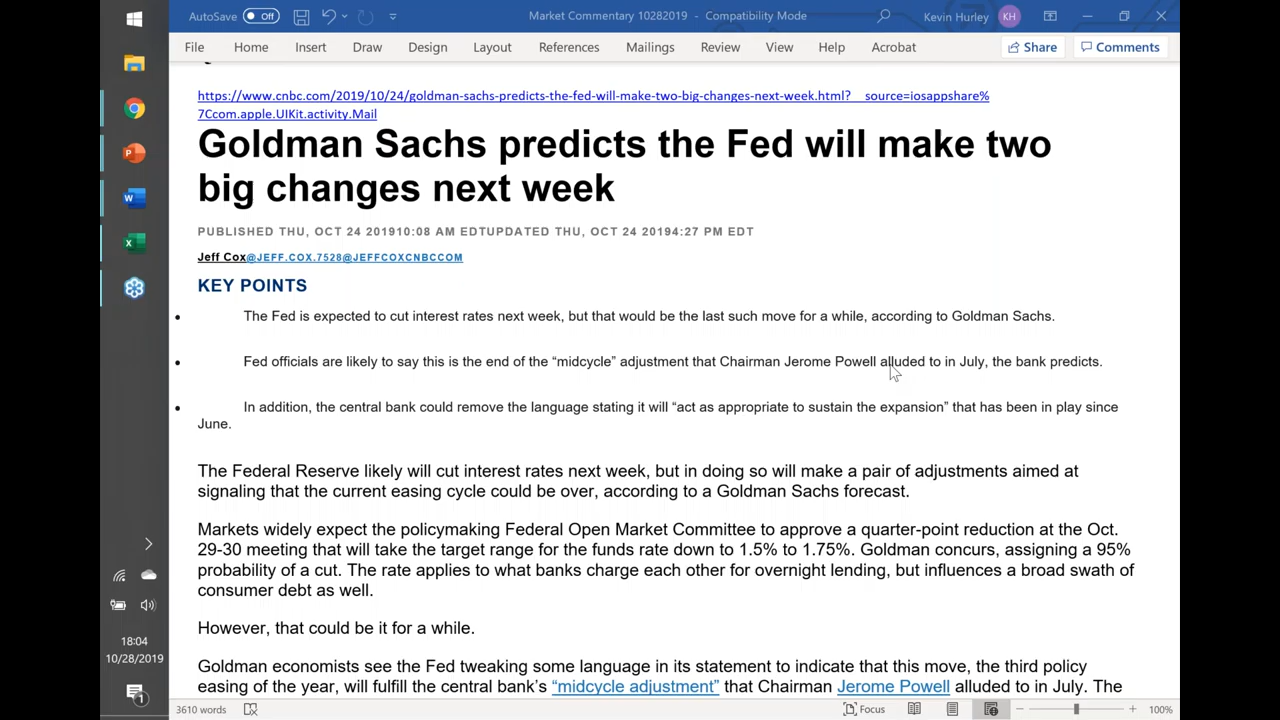 AutoSave Off Market Commentary 10282019 - Compatibility Mode Kevin Hurley KH
File Home Insert Draw Design Layout References Mailings Review View Help Acrobat Share Comments
https://www.cnbc.com/2019/10/24/goldman-sachs-predicts-the-fed-will-make-two-big-changes-next-week.html?__source=iosappshare%
7Ccom.apple.UIKit.activity.Mail
Goldman Sachs predicts the Fed will make two
big changes next week
PUBLISHED THU, OCT 24 201910:08 AM EDTUPDATED THU, OCT 24 20194:27 PM EDT
Jeff Cox@JEFF.COX.7528@JEFFCOXCNBCCOM
KEY POINTS
• The Fed is expected to cut interest rates next week, but that would be the last such move for a while, according to Goldman Sachs.
• Fed officials are likely to say this is the end of the “midcycle” adjustment that Chairman Jerome Powell alluded to in July, the bank predicts.
• In addition, the central bank could remove the language stating it will “act as appropriate to sustain the expansion” that has been in play since
June.
The Federal Reserve likely will cut interest rates next week, but in doing so will make a pair of adjustments aimed at
signaling that the current easing cycle could be over, according to a Goldman Sachs forecast.
Markets widely expect the policymaking Federal Open Market Committee to approve a quarter-point reduction at the Oct.
29-30 meeting that will take the target range for the funds rate down to 1.5% to 1.75%. Goldman concurs, assigning a 95%
probability of a cut. The rate applies to what banks charge each other for overnight lending, but influences a broad swath of
consumer debt as well.
However, that could be it for a while.
Goldman economists see the Fed tweaking some language in its statement to indicate that this move, the third policy
easing of the year, will fulfill the central bank’s “midcycle adjustment” that Chairman Jerome Powell alluded to in July. The
18:04
10/28/2019
1
3610 words Focus 100%